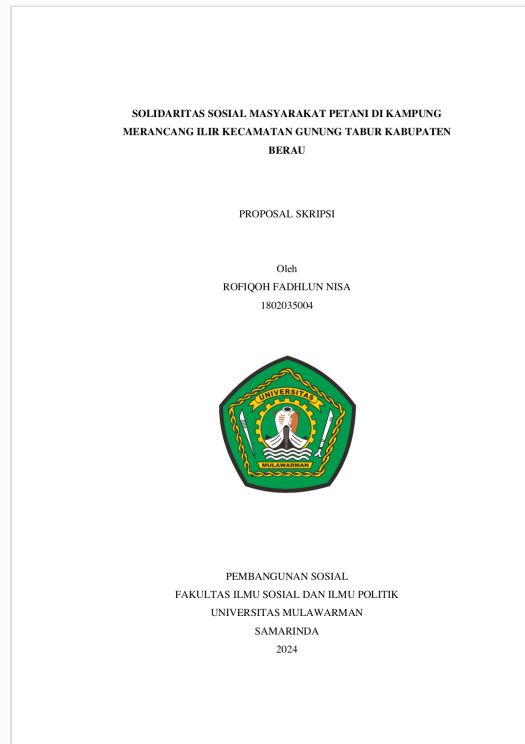 SOLIDARITAS SOSIAL MASYARAKAT PETANI DI KAMPUNG
MERANCANG ILIR KECAMATAN GUNUNG TABUR KABUPATEN
BERAU
PROPOSAL SKRIPSI
Oleh
ROFIQOH FADHLUN NISA
1802035004
UNIVERSITAS
MULAWARMAN
PEMBANGUNAN SOSIAL
FAKULTAS ILMU SOSIAL DAN ILMU POLITIK
UNIVERSITAS MULAWARMAN
SAMARINDA
2024